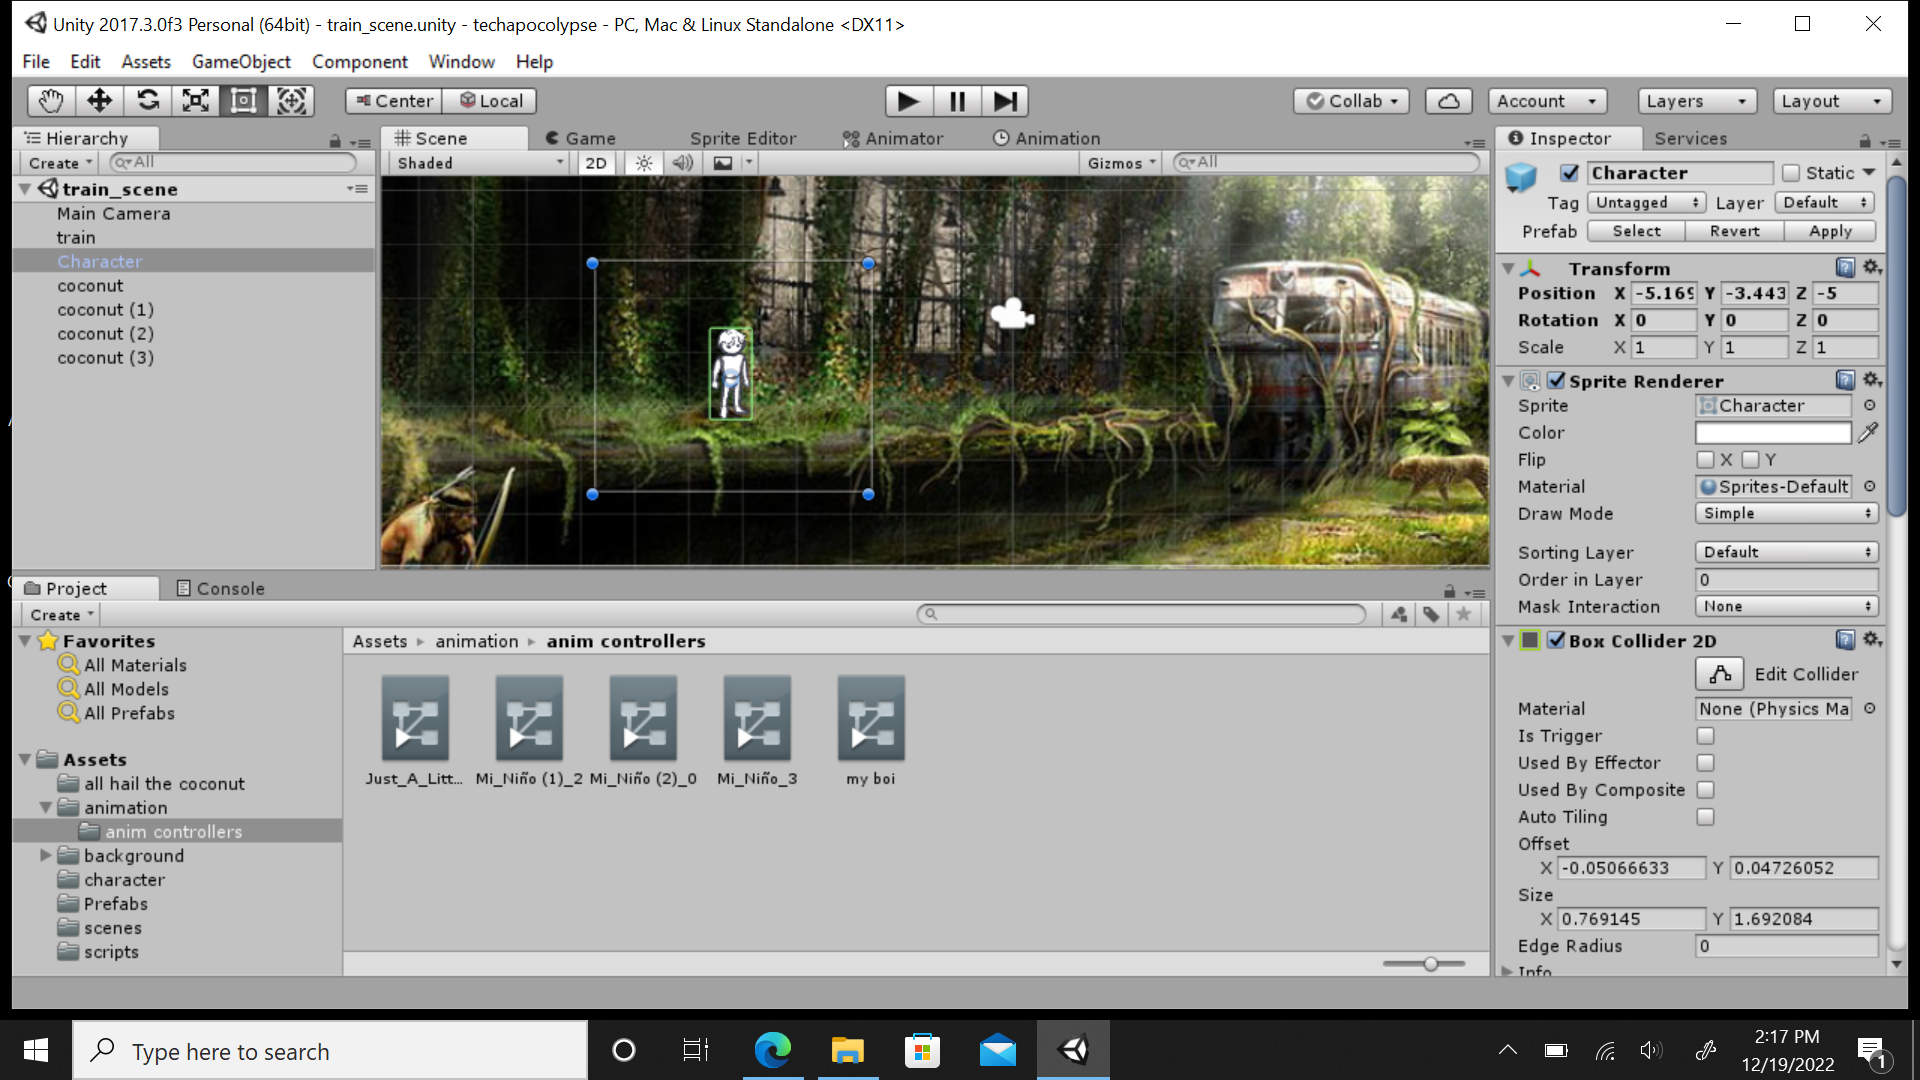 Unity 2017.3.0f3 Personal (64bit) - train_scene.unity - techapocolypse - PC, Mac & Linux Standalone <DX11>
File Edit Assets GameObject Component Window Help
Center Local Collab Account Layers Layout
Hierarchy
Create All
train_scene
Main Camera
train
Character
coconut
coconut (1)
coconut (2)
coconut (3)
Scene Game Sprite Editor Animator Animation
Shaded 2D Gizmos All
Inspector Services
Character Static
Tag Untagged Layer Default
Prefab Select Revert Apply
Transform
Position X -5.169 Y -3.443 Z -5
Rotation X 0 Y 0 Z 0
Scale X 1 Y 1 Z 1
Sprite Renderer
Sprite Character
Color
Flip X Y
Material Sprites-Default
Draw Mode Simple
Sorting Layer Default
Order in Layer 0
Mask Interaction None
Box Collider 2D
Edit Collider
Material None (Physics Ma
Is Trigger
Used By Effector
Used By Composite
Auto Tiling
Offset
X -0.05066633 Y 0.04726052
Size
X 0.769145 Y 1.692084
Edge Radius 0
Info
Project Console
Create
Favorites
All Materials
All Models
All Prefabs
Assets
all hail the coconut
animation
anim controllers
background
character
Prefabs
scenes
scripts
Assets animation anim controllers
Just_A_Litt... Mi_Niño (1)_2 Mi_Niño (2)_0 Mi_Niño_3 my boi
Type here to search
2:17 PM
12/19/2022
1